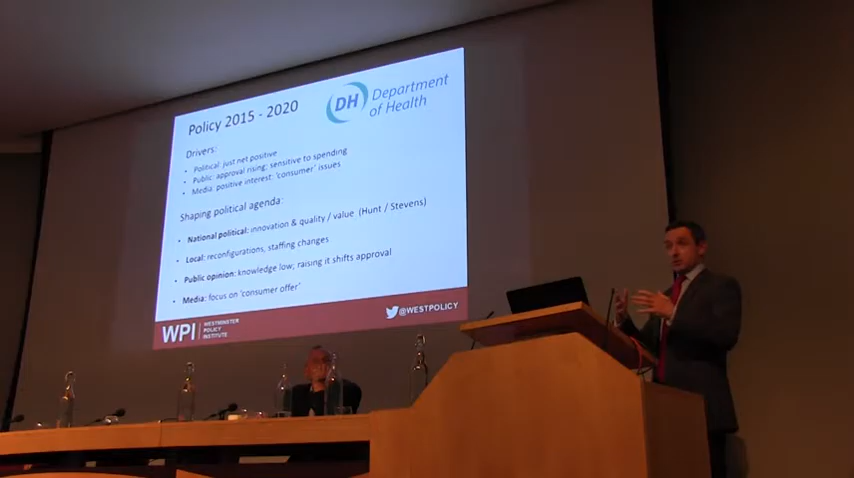 Policy 2015 - 2020
DH Department
of Health
Drivers:
• Political: just net positive
• Public: approval rising; sensitive to spending
• Media: positive interest: 'consumer' issues
Shaping political agenda:
• National political: innovation & quality / value (Hunt / Stevens)
• Local: reconfigurations, staffing changes
• Public opinion: knowledge low; raising it shifts approval
• Media: focus on 'consumer offer'
WPI WESTMINSTER
POLICY
INSTITUTE
@WESTPOLICY